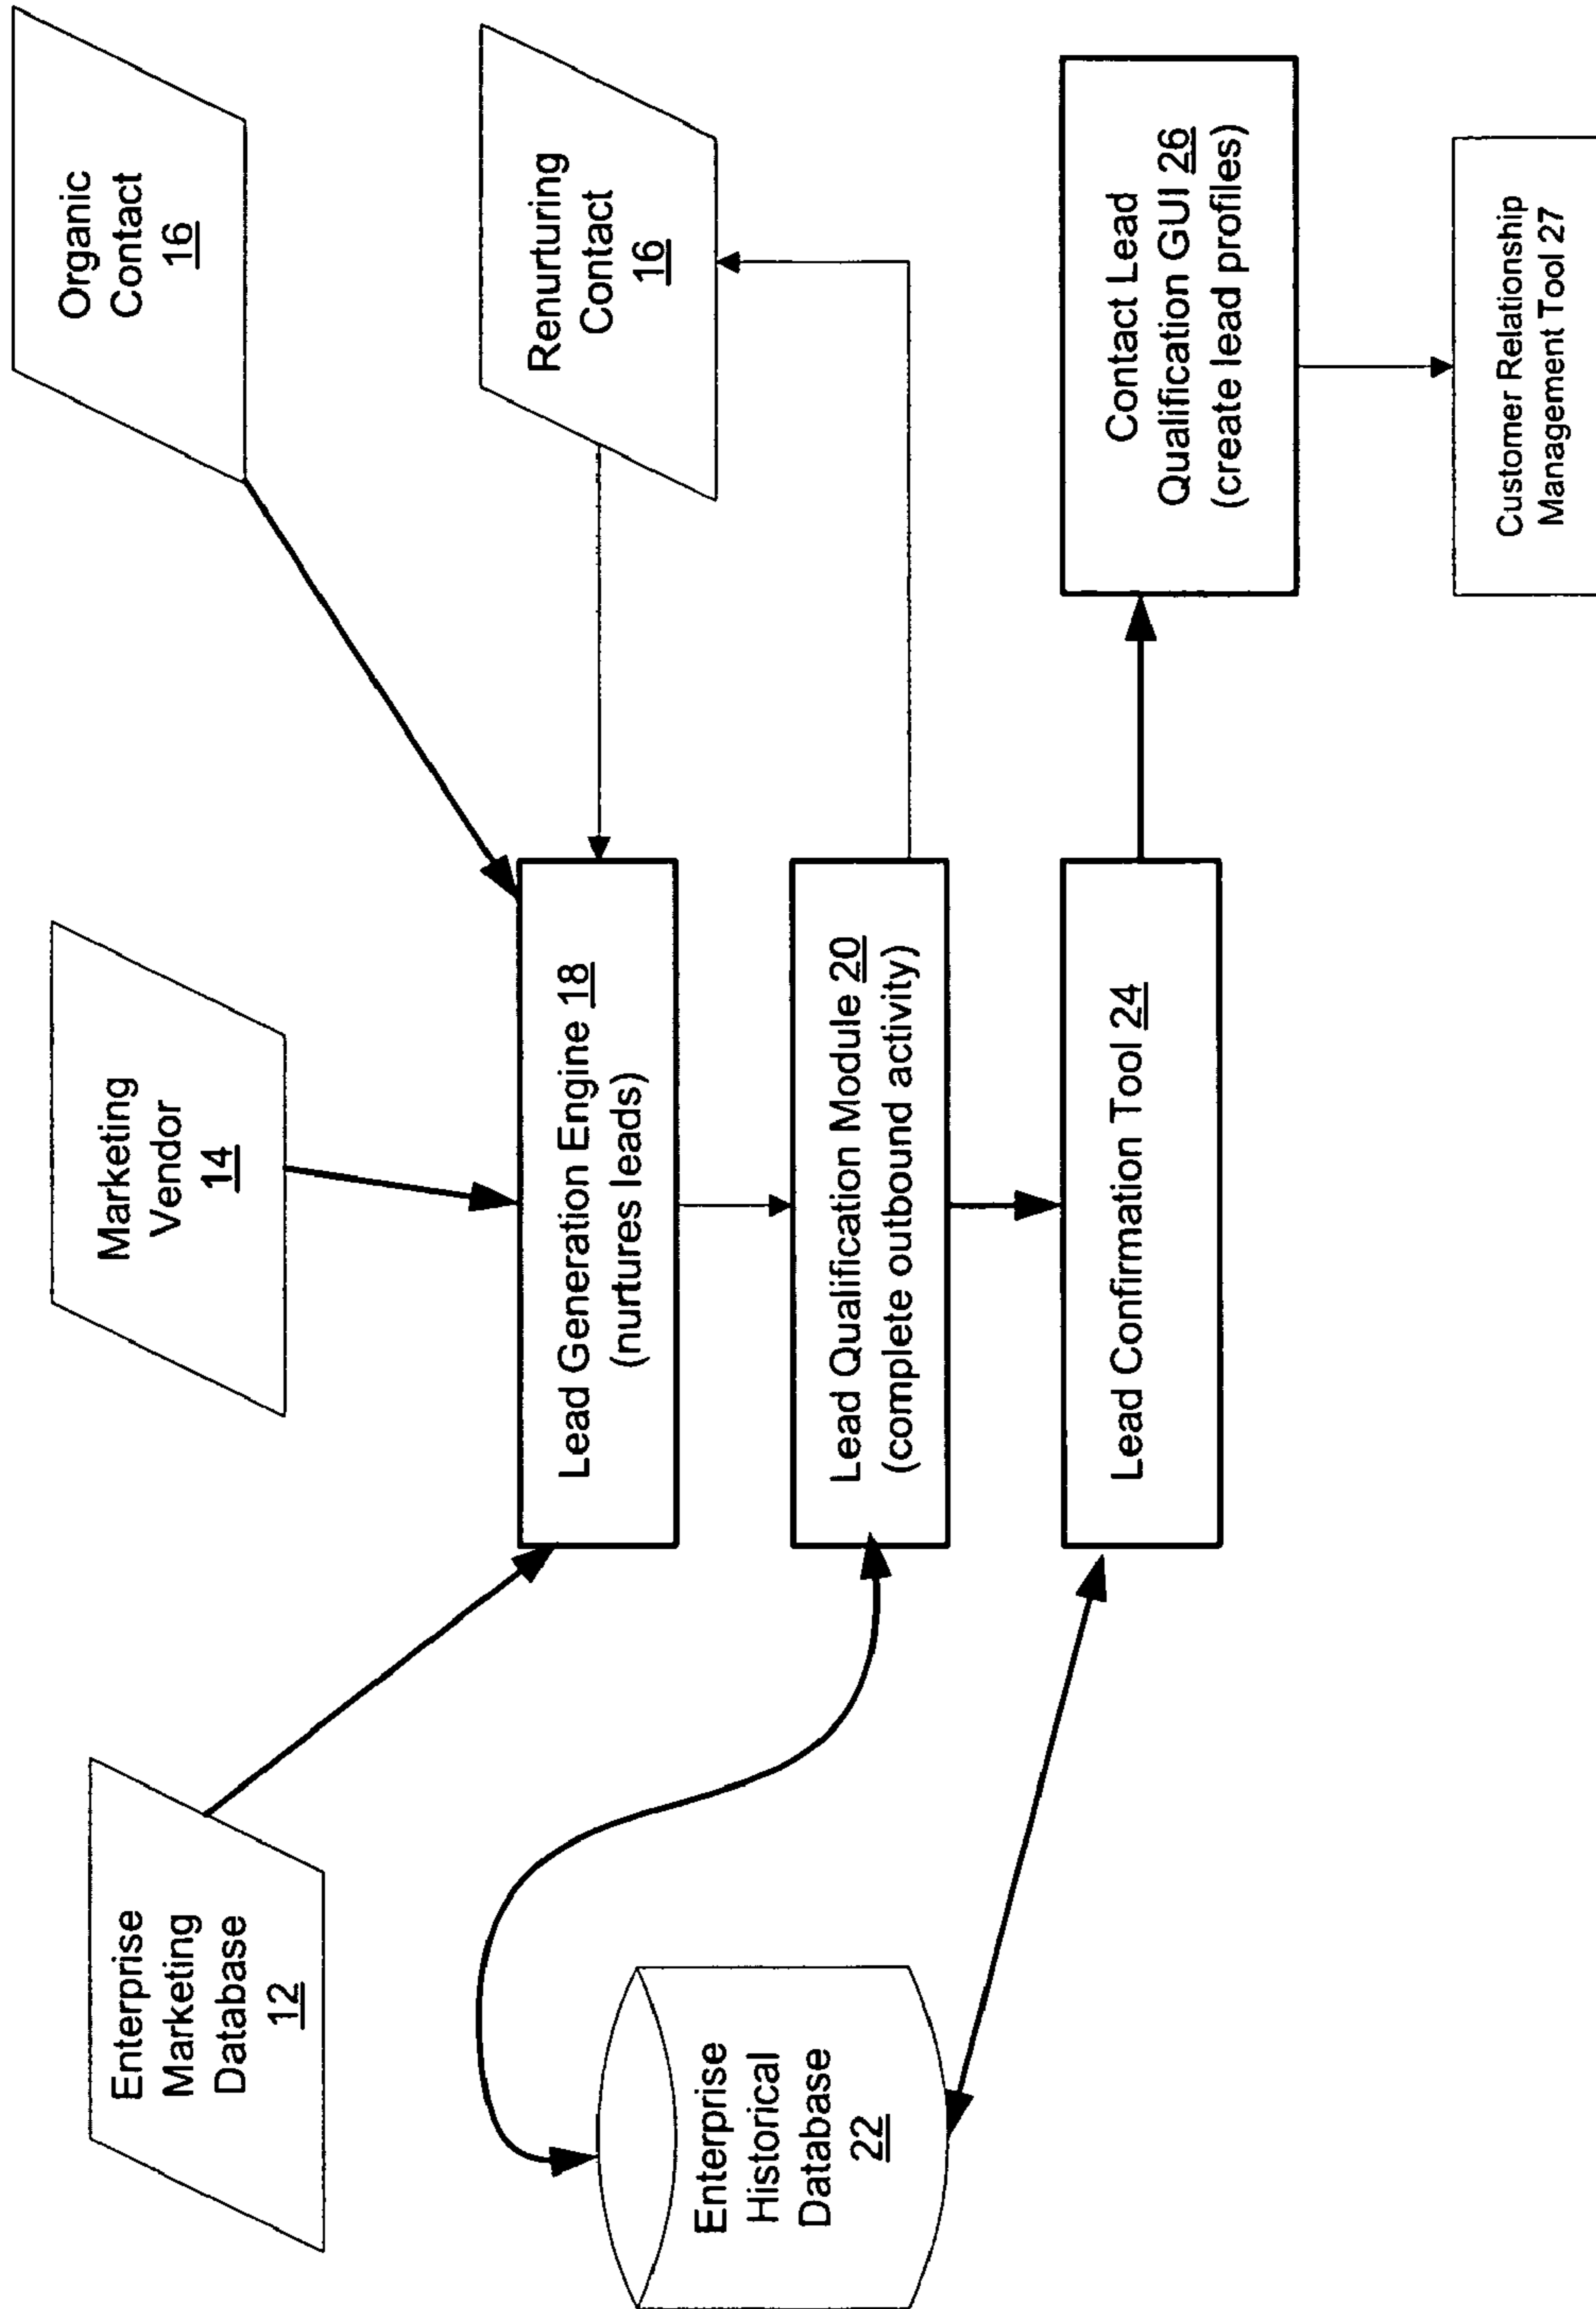 Enterprise
Marketing
Database
12
Marketing
Vendor
14
Organic
Contact
16
Renurturing
Contact
16
Lead Generation Engine 18
(nurtures leads)
Lead Qualification Module 20
(complete outbound activity)
Enterprise
Historical
Database
22
Lead Confirmation Tool 24
Contact Lead
Qualification GUI 26
(create lead profiles)
Customer Relationship
Management Tool 27